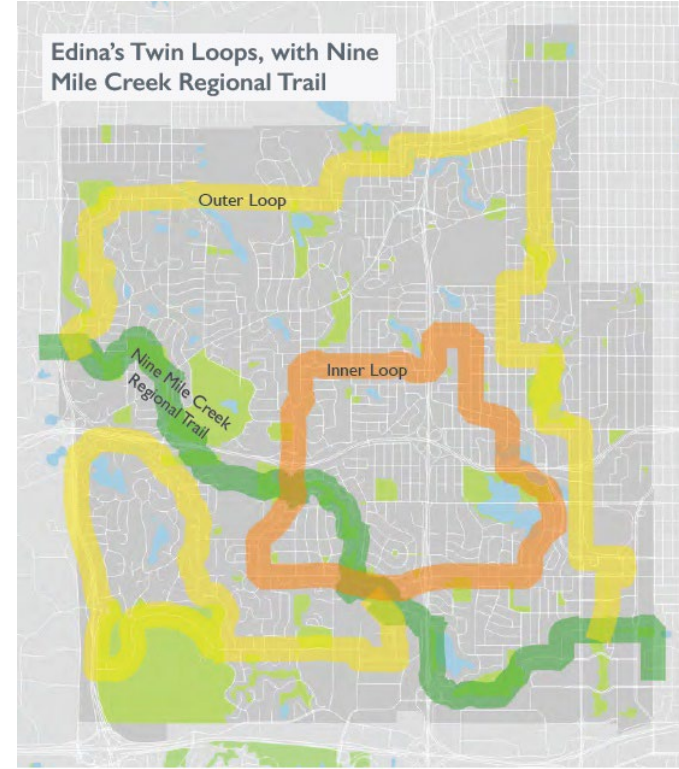 Edina's Twin Loops, with Nine
Mile Creek Regional Trail
Outer Loop
Inner Loop
Nine Mile Creek
Regional Trail